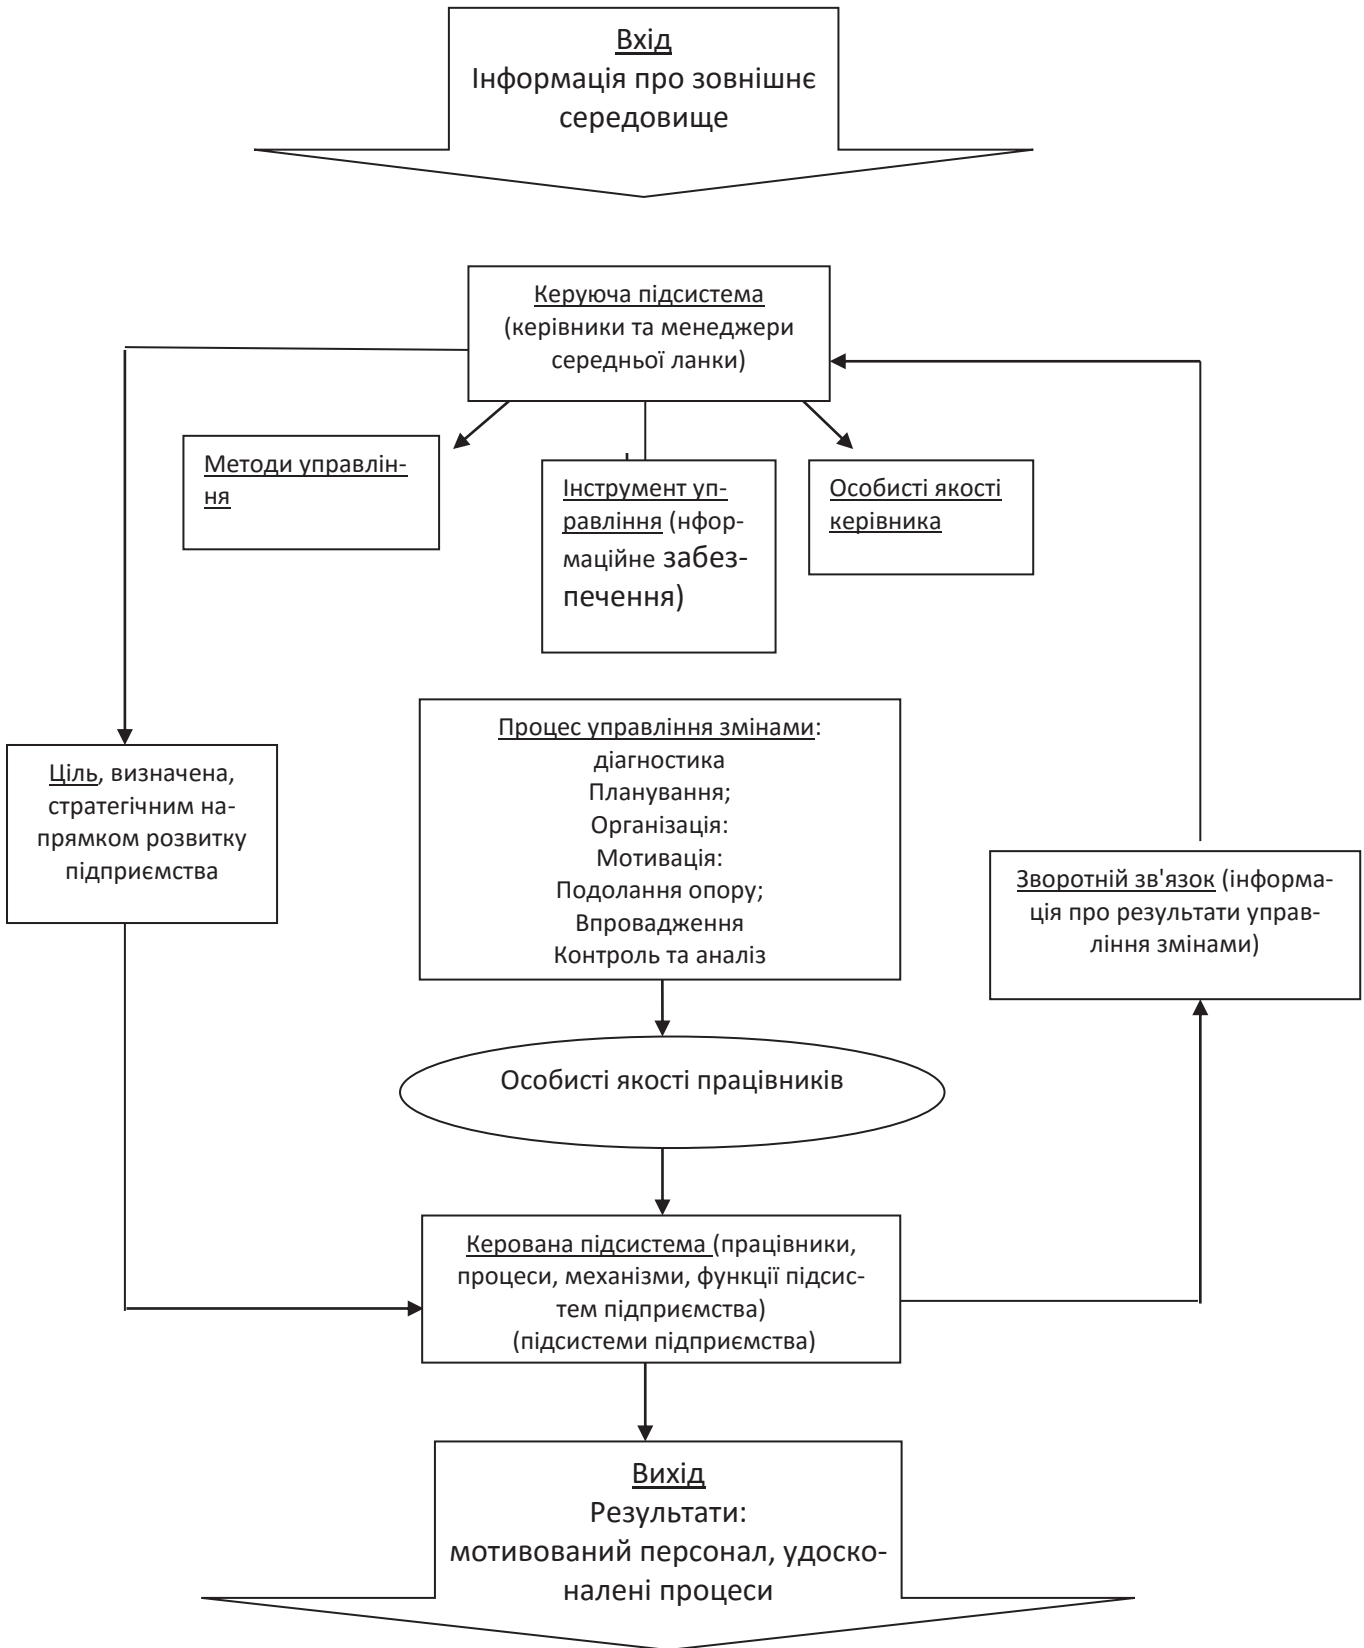 Вхід
Інформація про зовнішнє
середовище
Керуюча підсистема
(керівники та менеджери
середньої ланки)
Методи управлін-
ня
Інструмент уп-
равління (нфор-
маційне забез-
печення)
Особисті якості
керівника
Ціль, визначена,
стратегічним на-
прямком розвитку
підприємства
Процес управління змінами:
діагностика
Планування;
Організація:
Мотивація:
Подолання опору;
Впровадження
Контроль та аналіз
Зворотній зв'язок (інформа-
ція про результати управ-
ління змінами)
Особисті якості працівників
Керована підсистема (працівники,
процеси, механізми, функції підсис-
тем підприємства)
(підсистеми підприємства)
Вихід
Результати:
мотивований персонал, удоско-
налені процеси